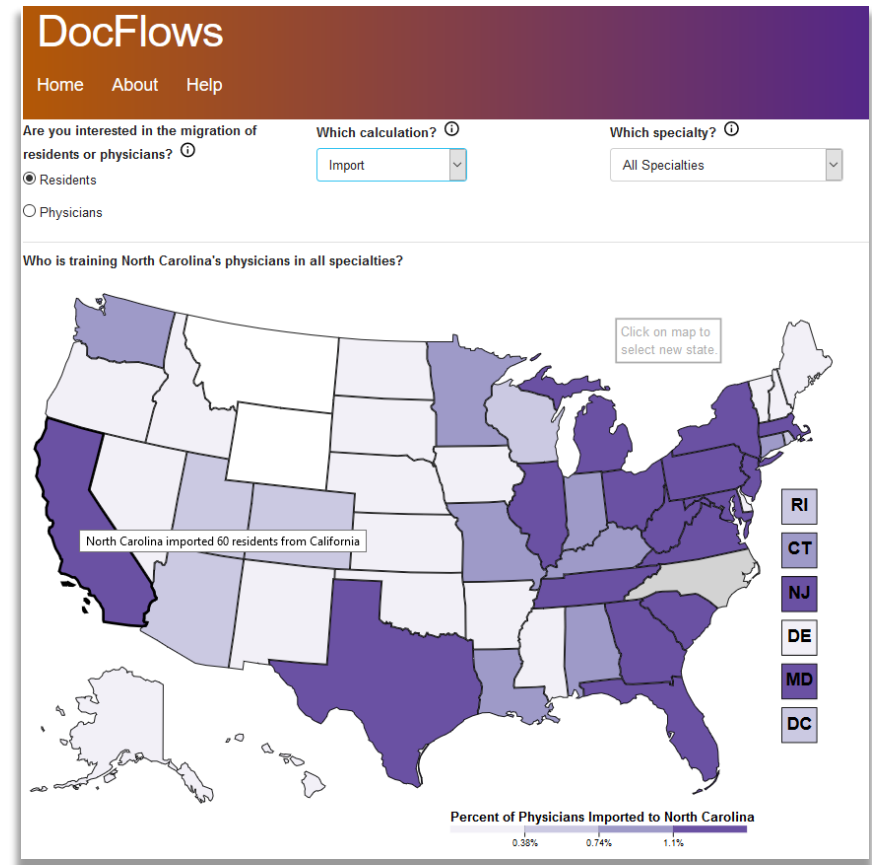 DocFlows
Home About Help
Are you interested in the migration of
residents or physicians?
Residents
Physicians
Which calculation?
Import
Which specialty?
All Specialties
Who is training North Carolina's physicians in all specialties?
Click on map to
select new state.
North Carolina imported 60 residents from California
RI
CT
NJ
DE
MD
DC
Percent of Physicians Imported to North Carolina
0.38% 0.74% 1.1%